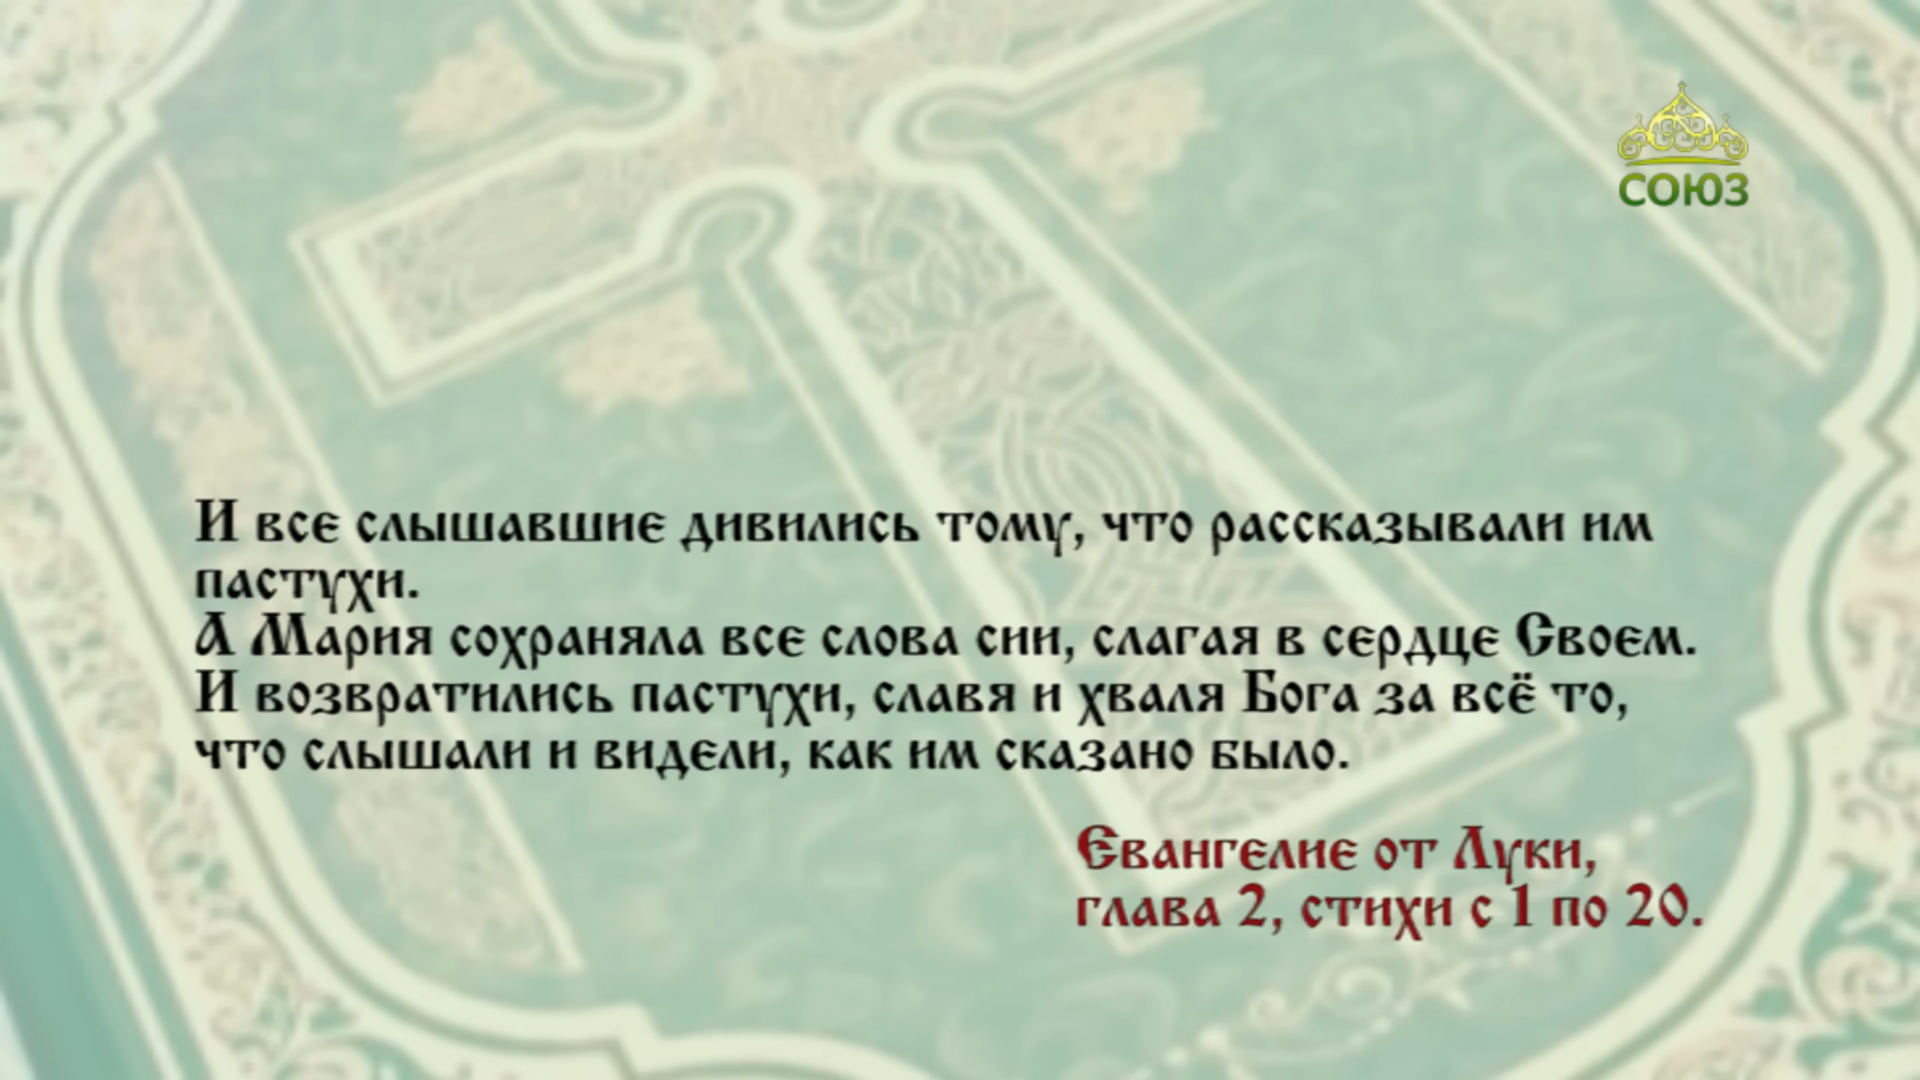 СОЮЗ
И все слышавшие дивились тому, что рассказывали им
пастухи.
А Мария сохраняла все слова сии, слагая в сердце Своем.
И возвратились пастухи, славя и хваля Бога за всё то,
что слышали и видели, как им сказано было.
Евангелие от Луки,
глава 2, стихи с 1 по 20.